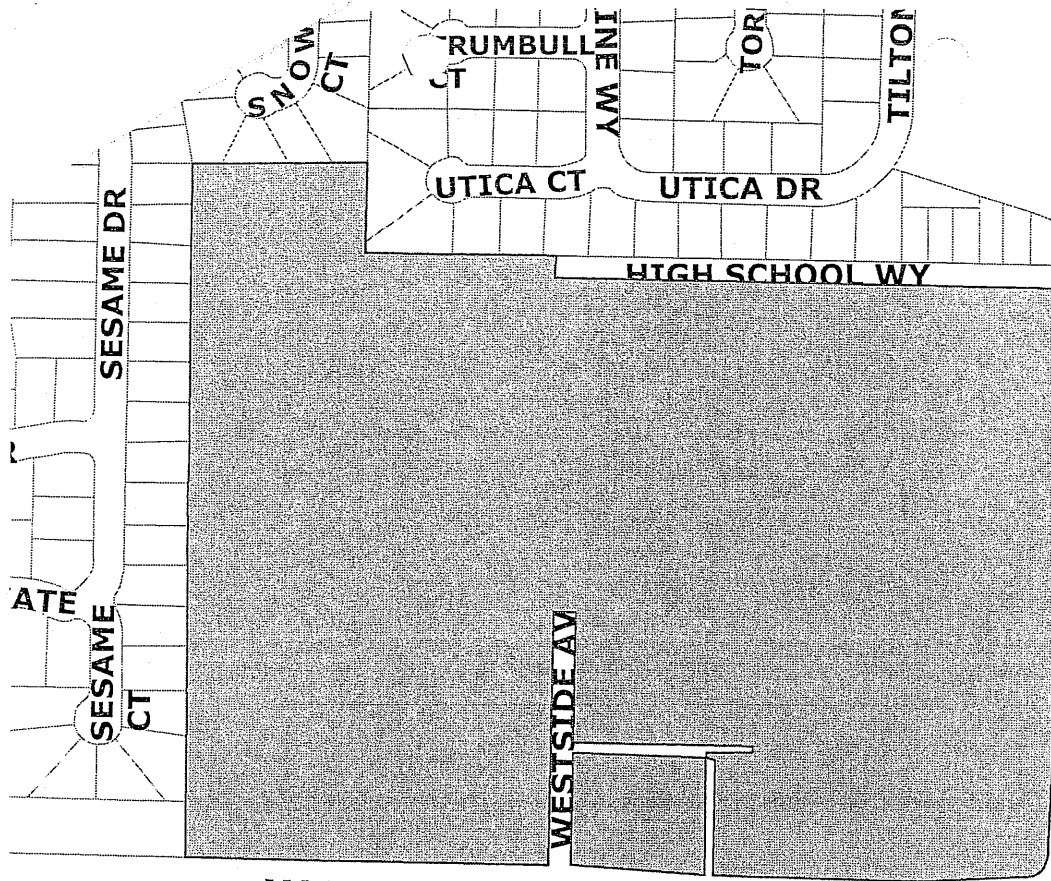 SNOW CT
TRUMBULL
CT
INE WY
TOR
TILTON
UTICA CT
UTICA DR
HIGH SCHOOL WY
SESAME DR
R
ATE
SESAME
CT
WESTSIDE AV